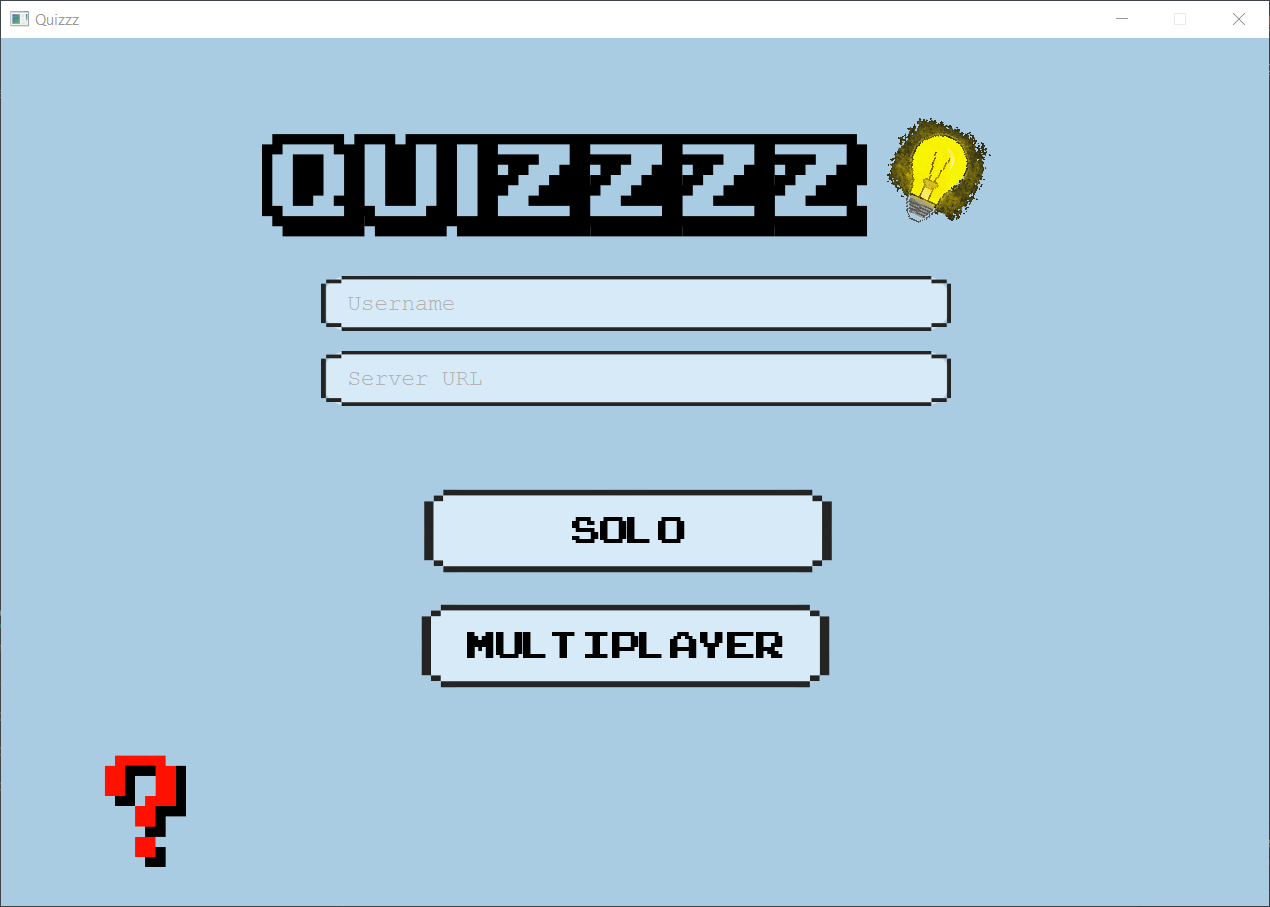 Quizzz
QUIZZZZ
Username
Server URL
SOLO
MULTIPLAYER
?